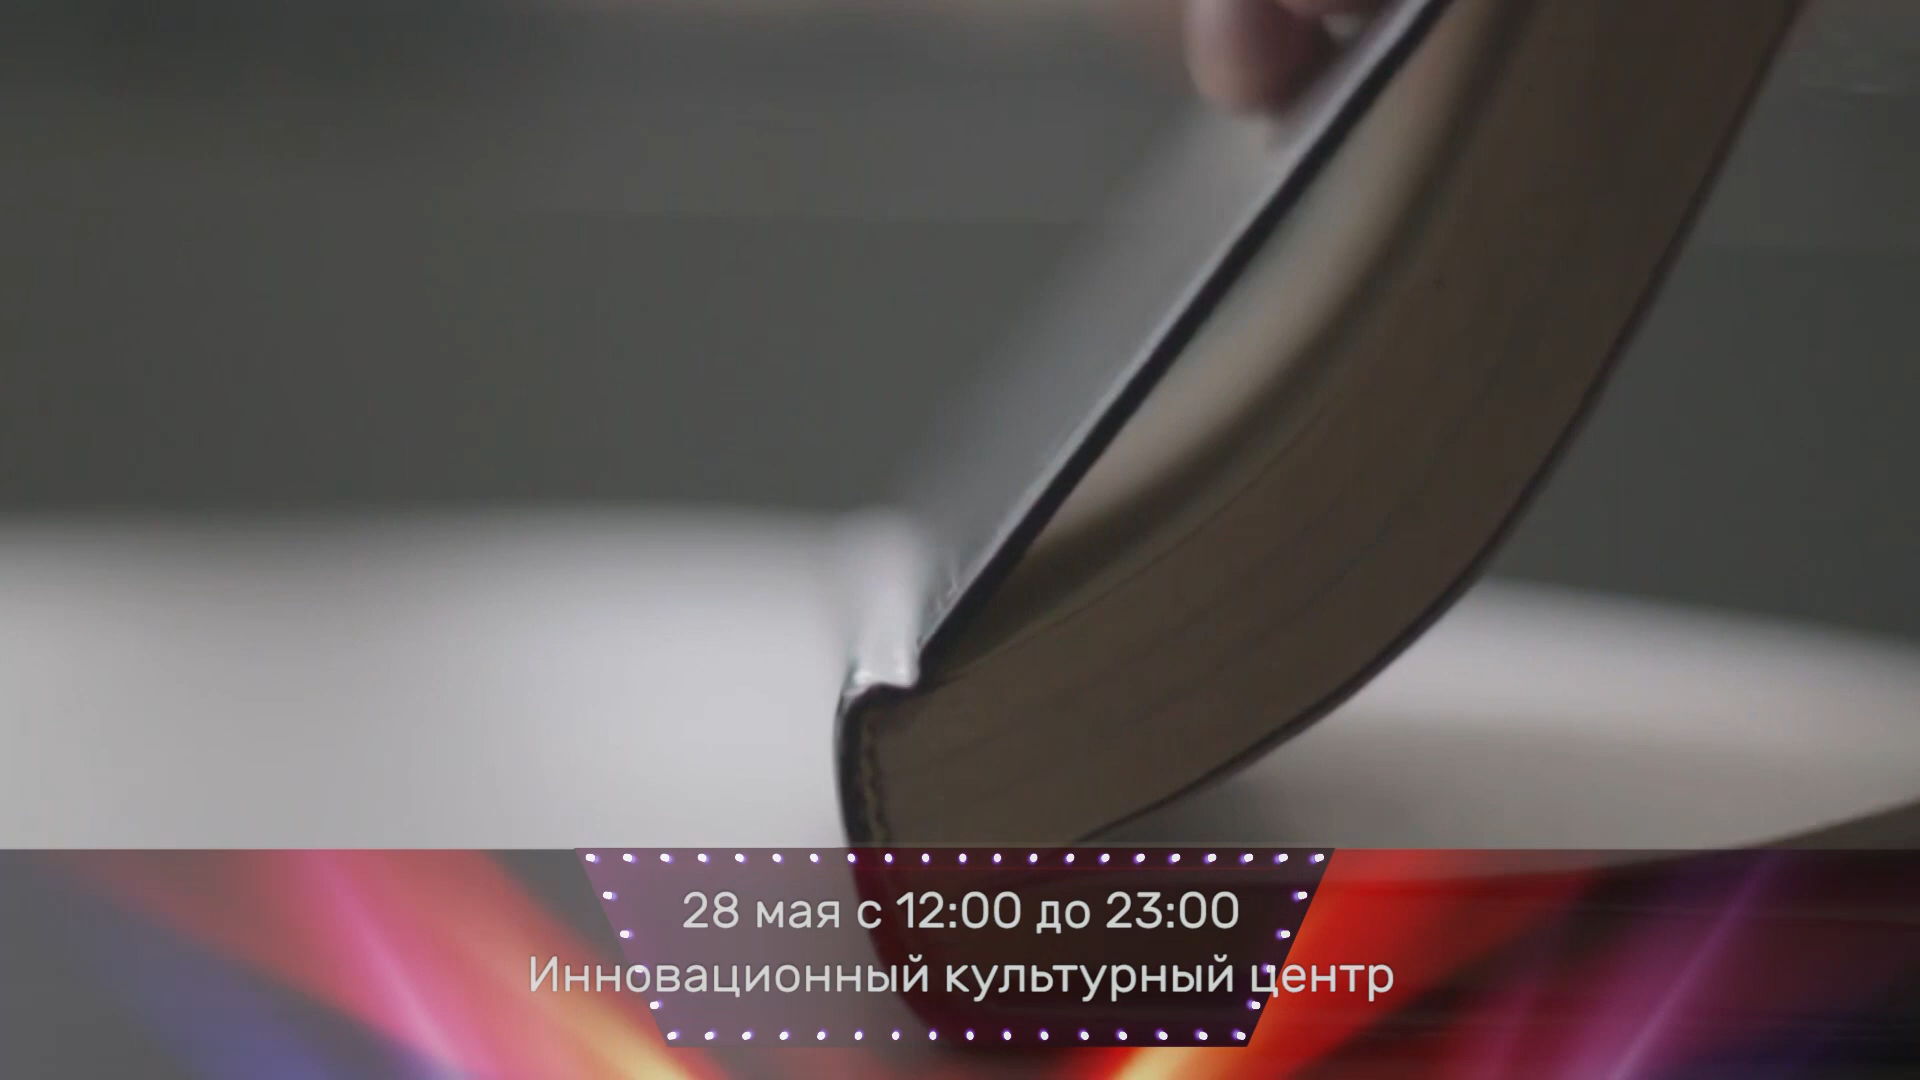 28 мая с 12:00 до 23:00
Инновационный культурный центр